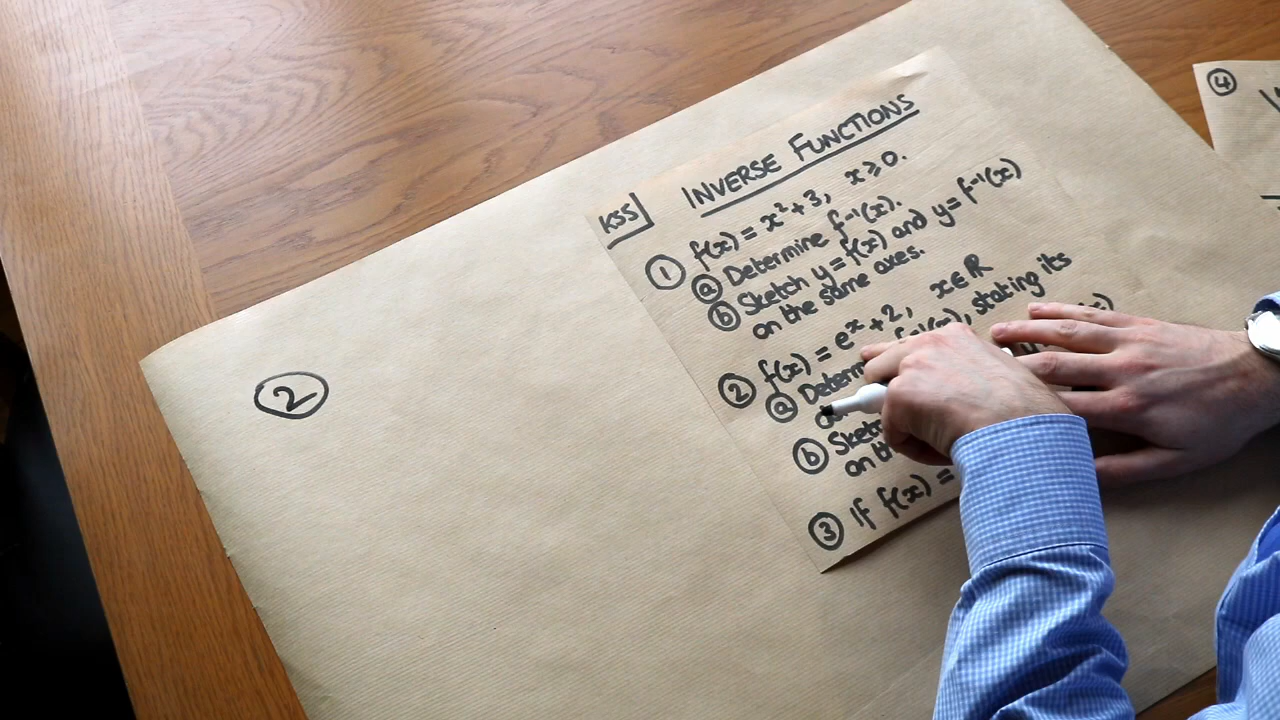 ④
②
KS5
INVERSE FUNCTIONS
① f(x) = x² + 3, x ⩾ 0.
ⓐ Determine f⁻¹(x).
ⓑ Sketch y = f(x) and y = f⁻¹(x)
on the same axes.
② f(x) = eˣ + 2, x ∈ ℝ
ⓐ f⁻¹(x), stating its
ⓑ
③ If f(x) =